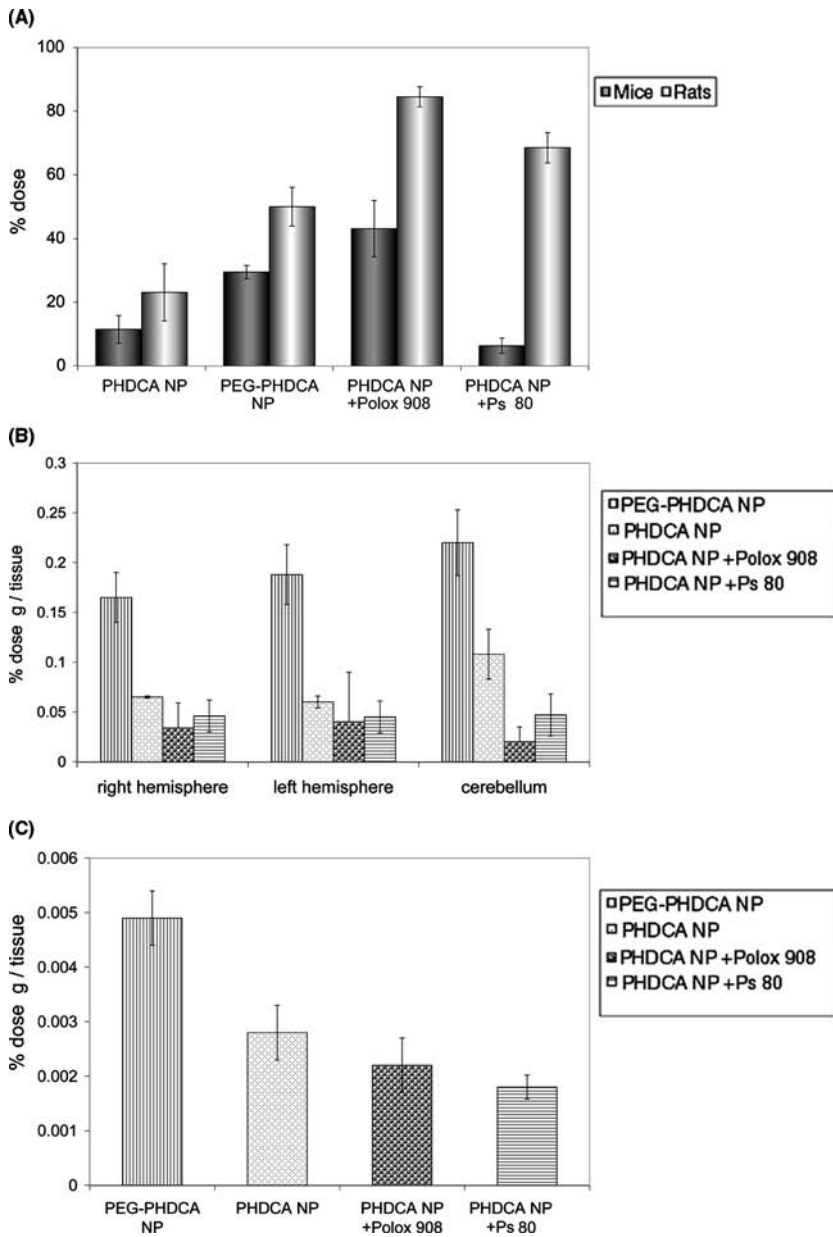 (A)
100
80
60
40
20
0
% dose
Mice Rats
PHDCA NP
PEG-PHDCA
NP
PHDCA NP
+Polox 908
PHDCA NP
+Ps 80
(B)
0.3
0.25
0.2
0.15
0.1
0.05
0
% dose g / tissue
right hemisphere
left hemisphere
cerebellum
PEG-PHDCA NP
PHDCA NP
PHDCA NP +Polox 908
PHDCA NP +Ps 80
(C)
0.006
0.005
0.004
0.003
0.002
0.001
0
% dose g / tissue
PEG-PHDCA
NP
PHDCA NP
PHDCA NP
+Polox 908
PHDCA NP
+Ps 80
PEG-PHDCA NP
PHDCA NP
PHDCA NP +Polox 908
PHDCA NP +Ps 80